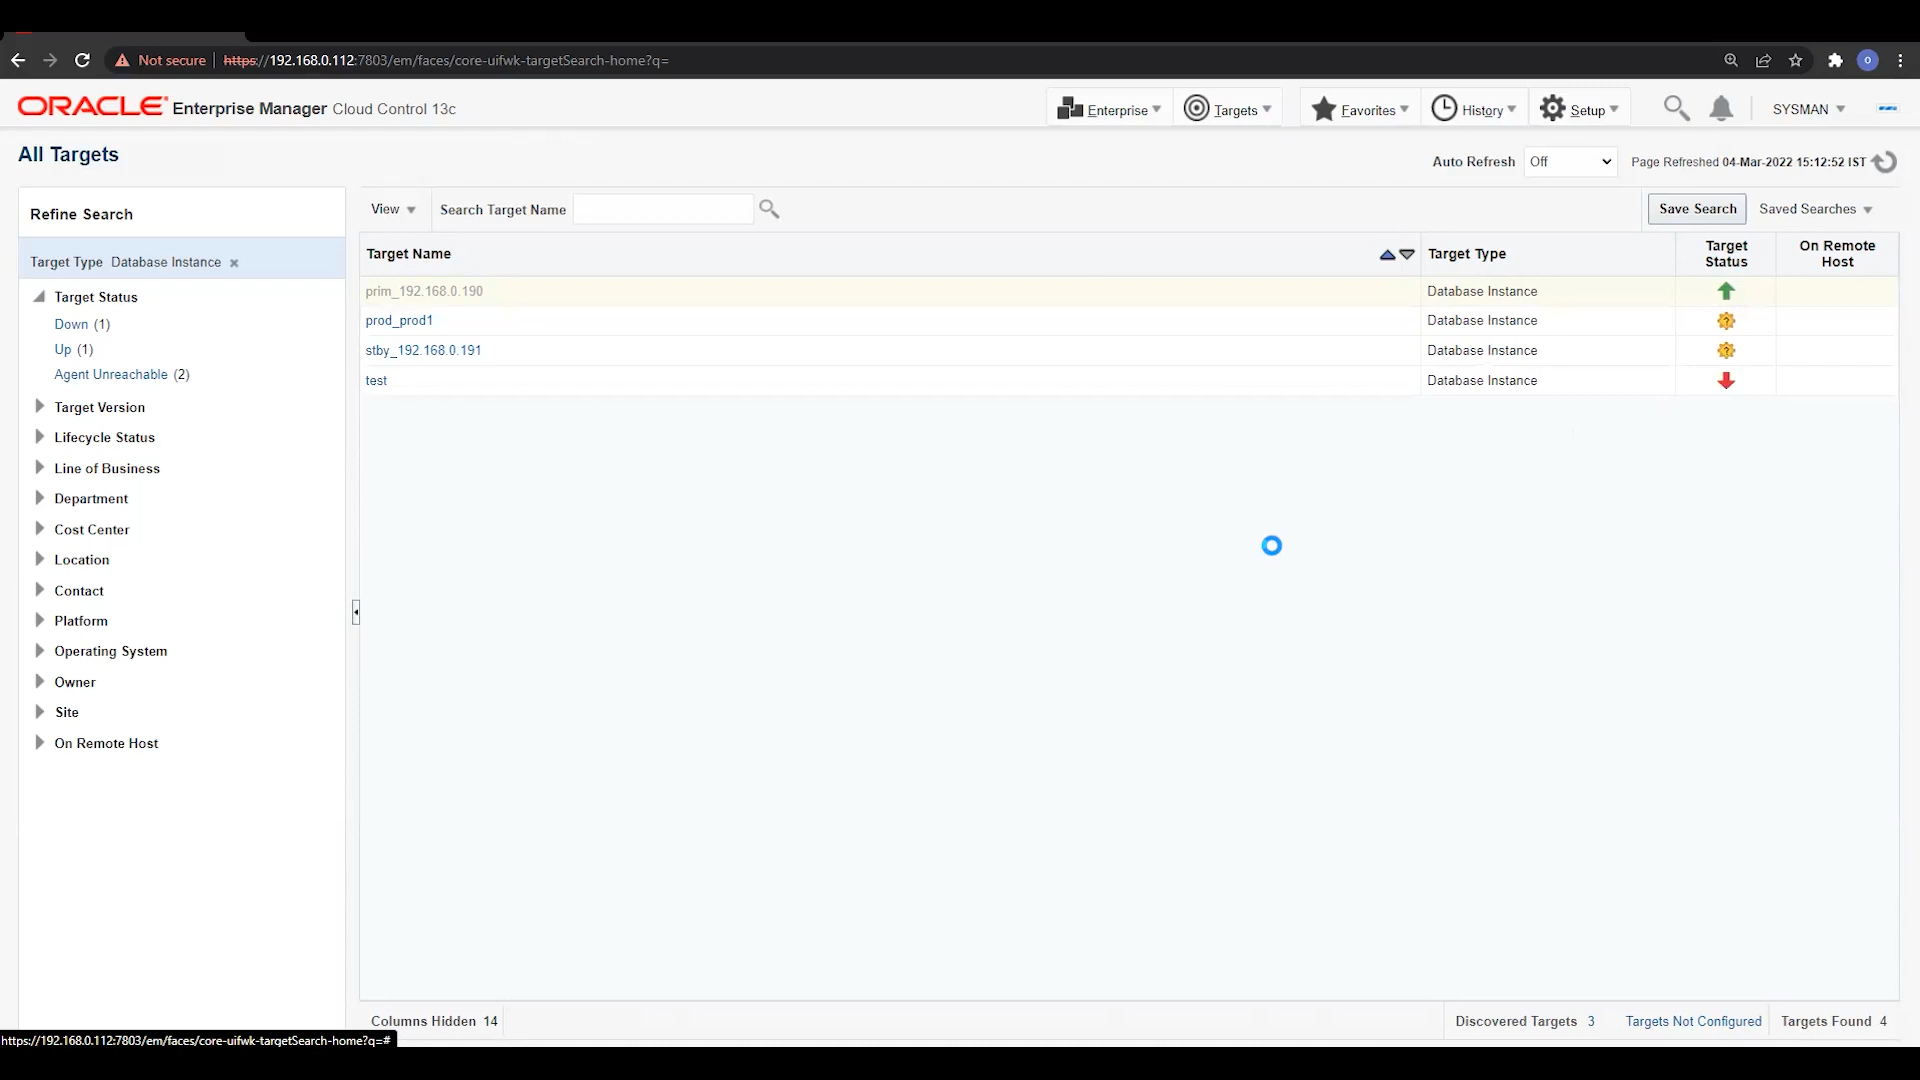 Not secure https://192.168.0.112:7803/em/faces/core-uifwk-targetSearch-home?q= O
ORACLE Enterprise Manager Cloud Control 13c Enterprise Targets Favorites History Setup SYSMAN
All Targets
Auto Refresh Off Page Refreshed 04-Mar-2022 15:12:52 IST
Refine Search
View Search Target Name Save Search Saved Searches
Target Name Target Type Target Status On Remote Host
Target Type Database Instance
prim_192.168.0.190 Database Instance
prod_prod1 Database Instance ?
stby_192.168.0.191 Database Instance ?
test Database Instance
Target Status
Down (1)
Up (1)
Agent Unreachable (2)
Target Version
Lifecycle Status
Line of Business
Department
Cost Center
Location
Contact
Platform
Operating System
Owner
Site
On Remote Host
Columns Hidden 14 Discovered Targets 3 Targets Not Configured Targets Found 4
https://192.168.0.112:7803/em/faces/core-uifwk-targetSearch-home?q=#